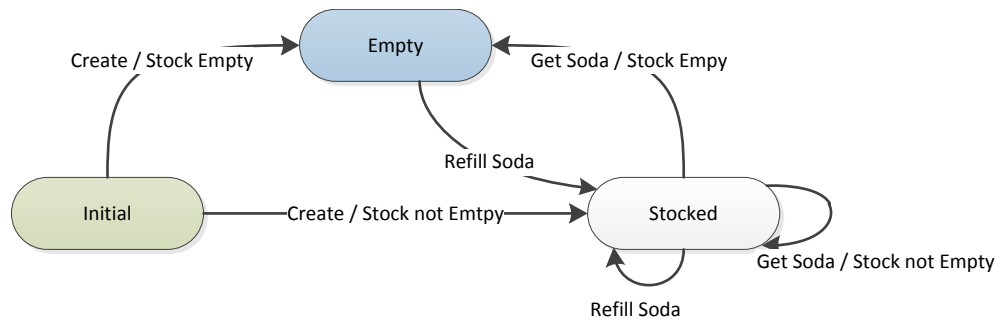 Empty
Create / Stock Empty
Get Soda / Stock Empy
Refill Soda
Initial
Create / Stock not Emtpy
Stocked
Get Soda / Stock not Empty
Refill Soda